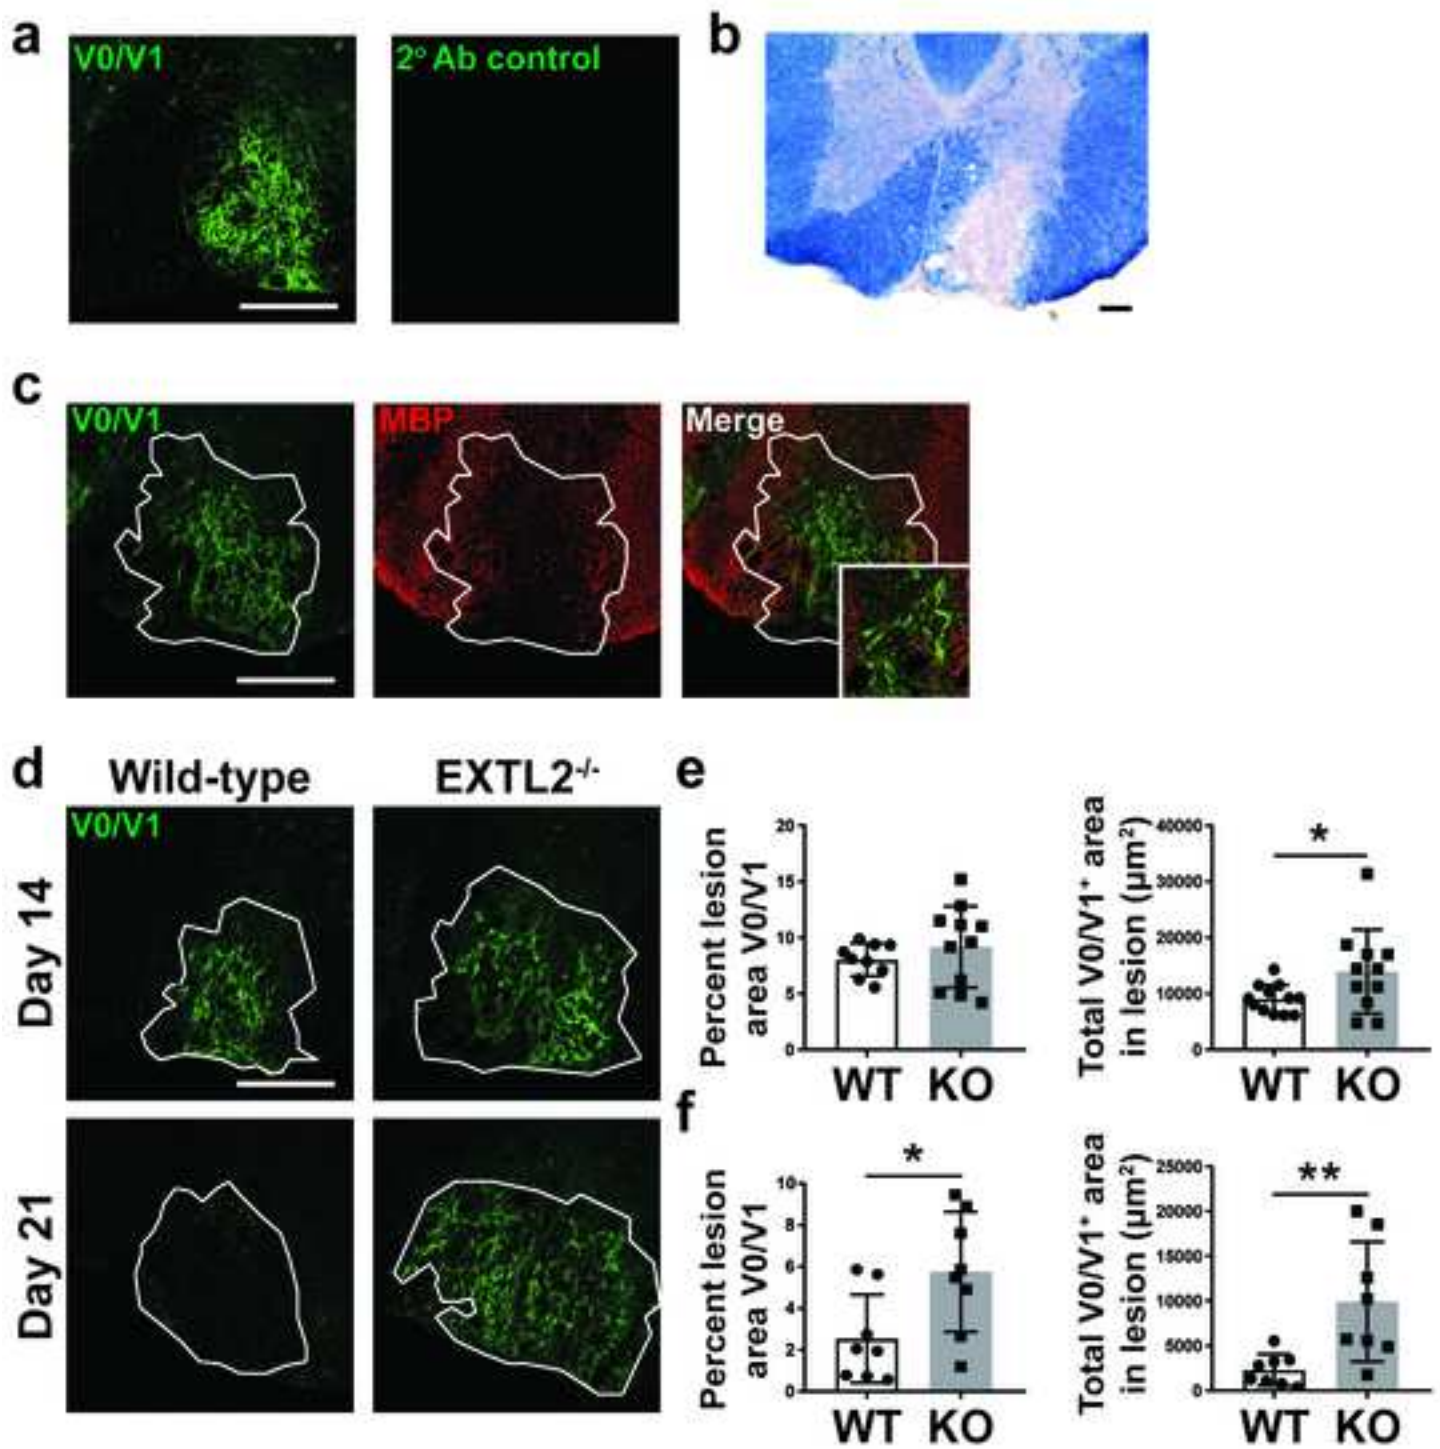 a
V0/V1
2° Ab control
b
c
V0/V1
MBP
Merge
d
Wild-type
EXTL2⁻/⁻
V0/V1
Day 14
Day 21
e
Percent lesion
area V0/V1
20
15
10
5
0
WT KO
Total V0/V1⁺ area
in lesion (µm²)
40000
30000
20000
10000
0
*
WT KO
f
Percent lesion
area V0/V1
10
8
6
4
2
0
*
WT KO
Total V0/V1⁺ area
in lesion (µm²)
25000
20000
15000
10000
5000
0
**
WT KO